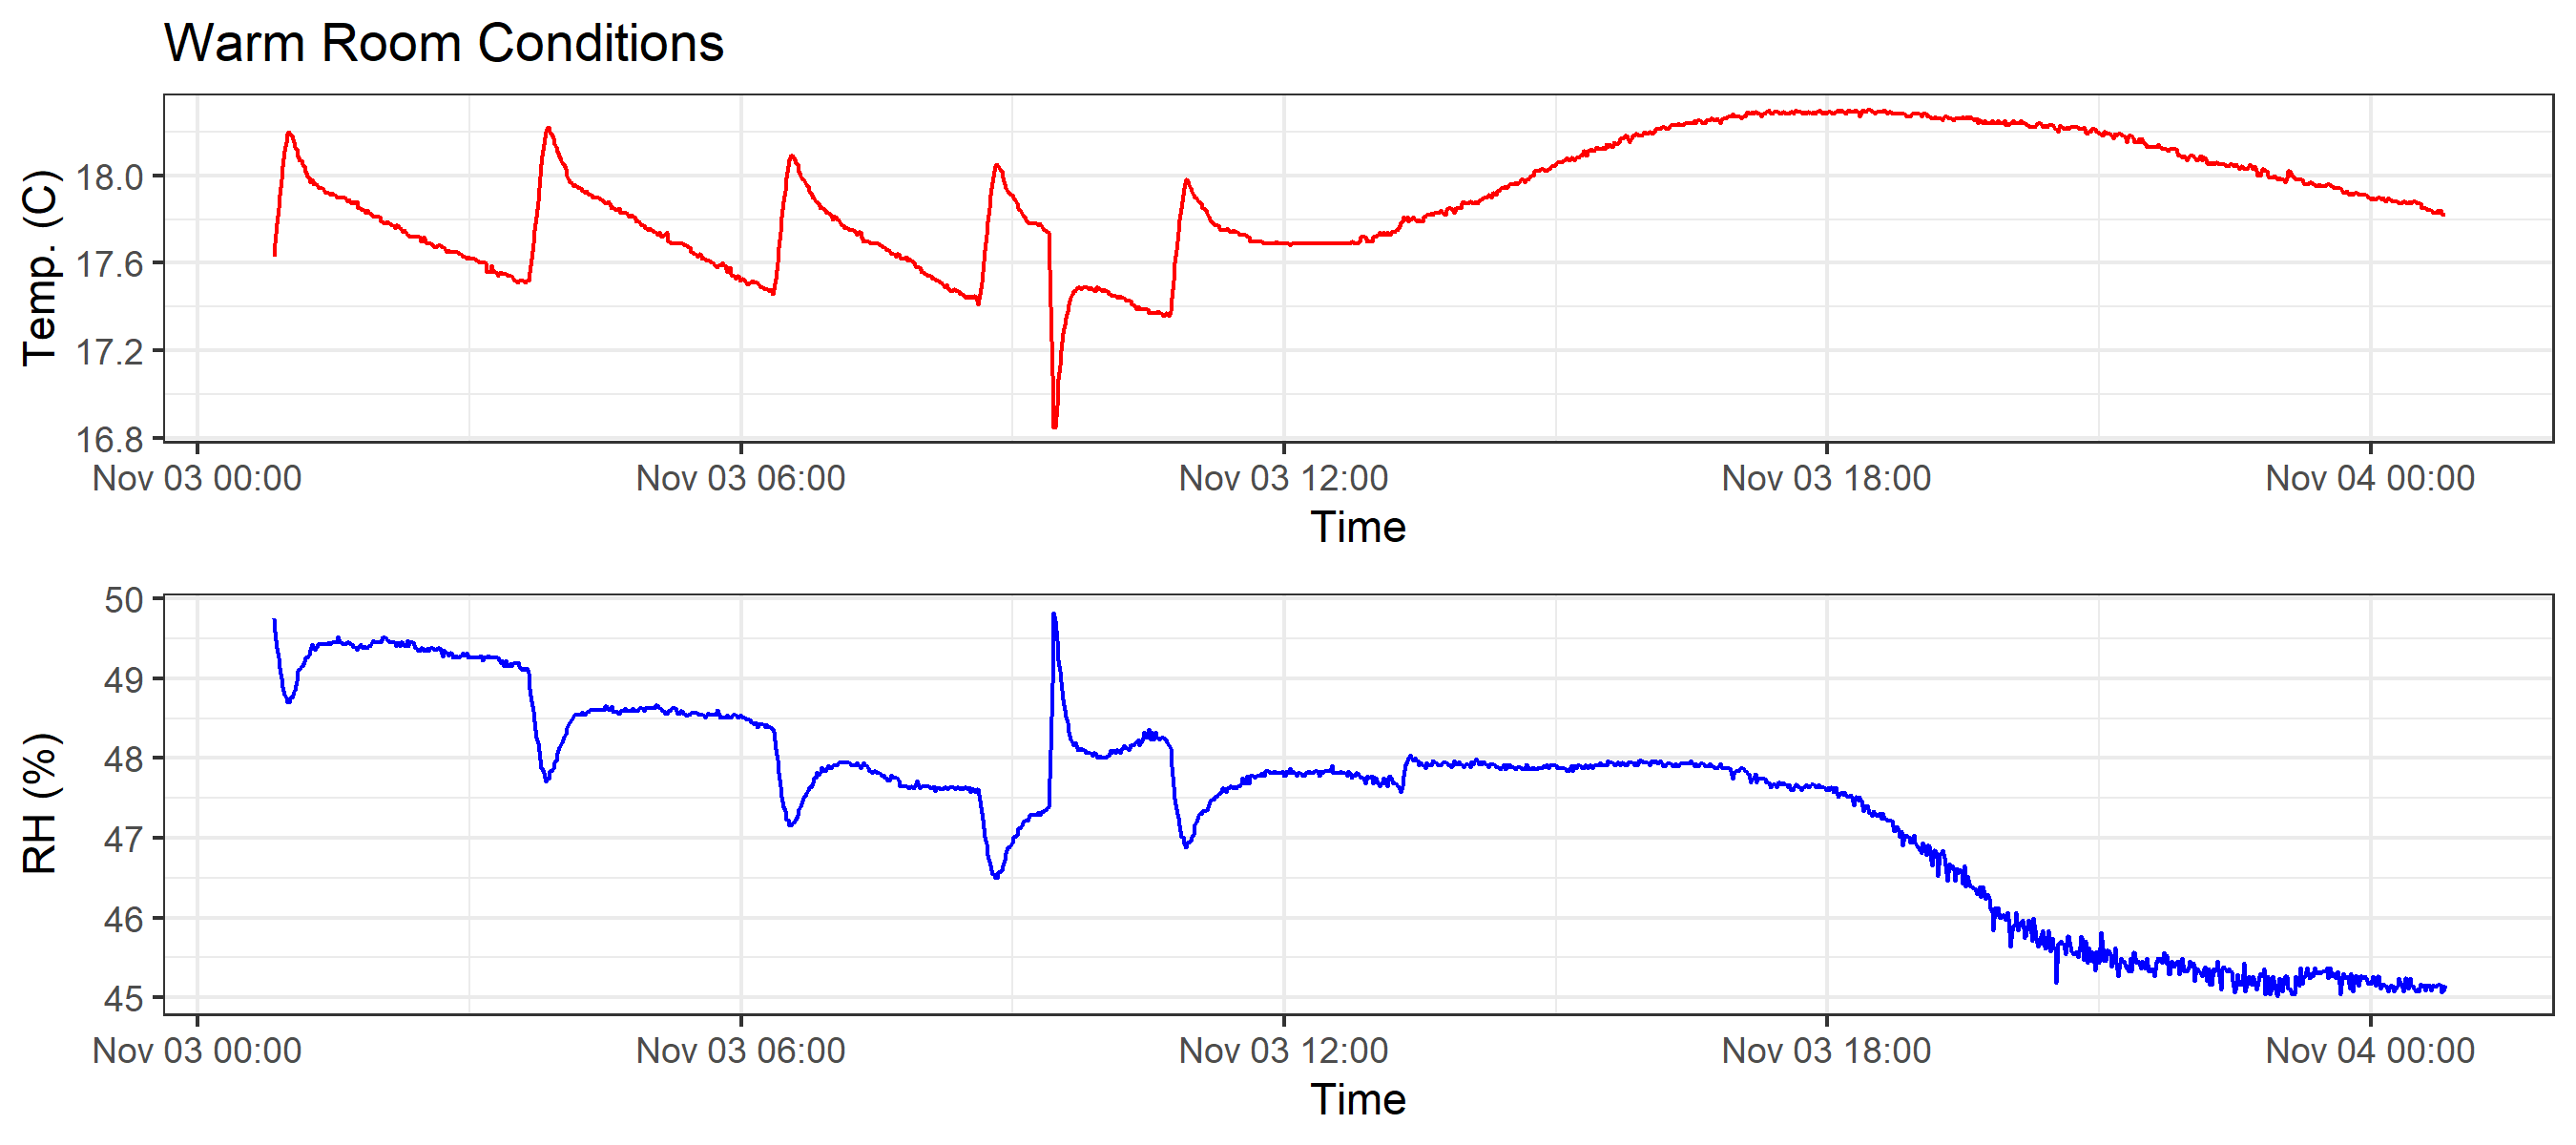 Warm Room Conditions
Temp. (C)
18.0
17.6
17.2
16.8
Nov 03 00:00 Nov 03 06:00 Nov 03 12:00 Nov 03 18:00 Nov 04 00:00
Time
RH (%)
50
49
48
47
46
45
Nov 03 00:00 Nov 03 06:00 Nov 03 12:00 Nov 03 18:00 Nov 04 00:00
Time